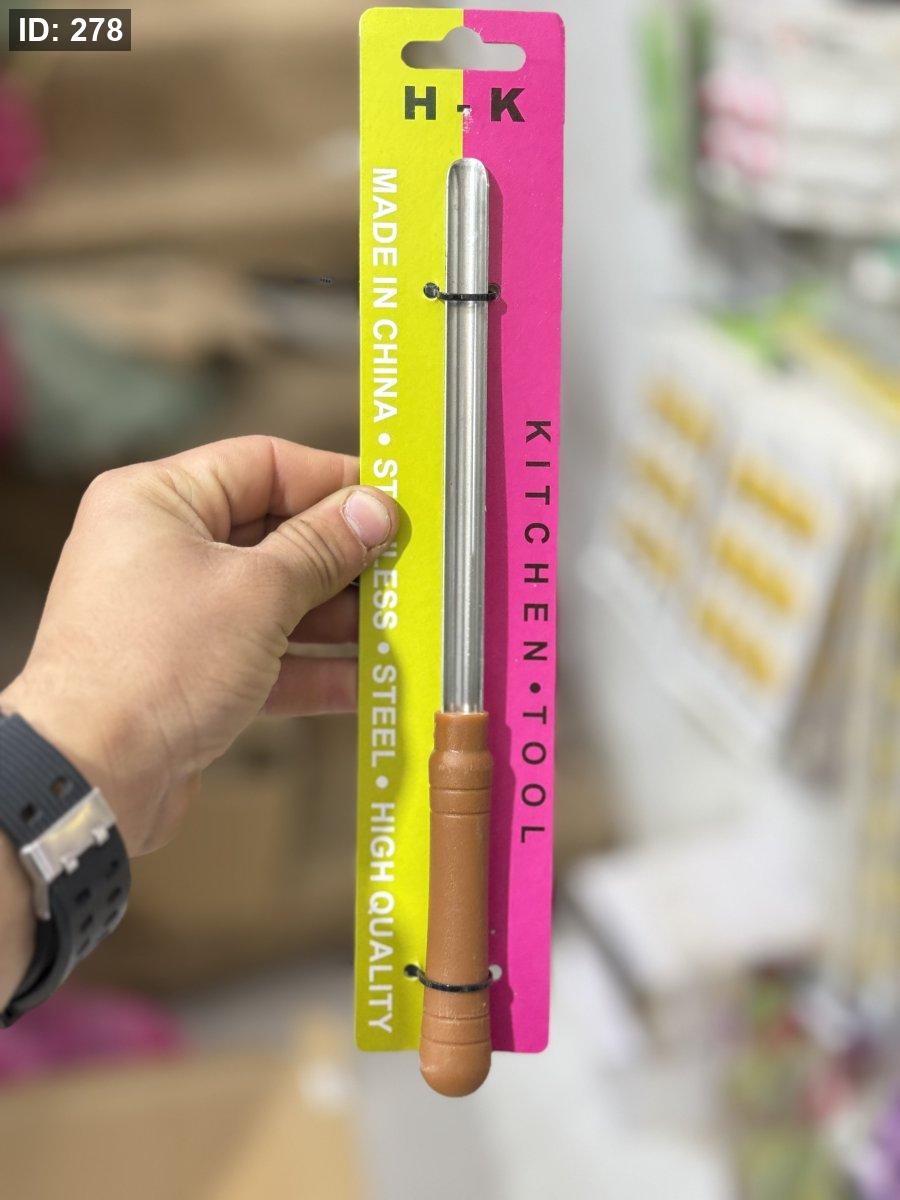 ID: 278
H - K
MADE IN CHINA • ST LESS • STEEL • HIGH QUALITY
KITCHEN • TOOL